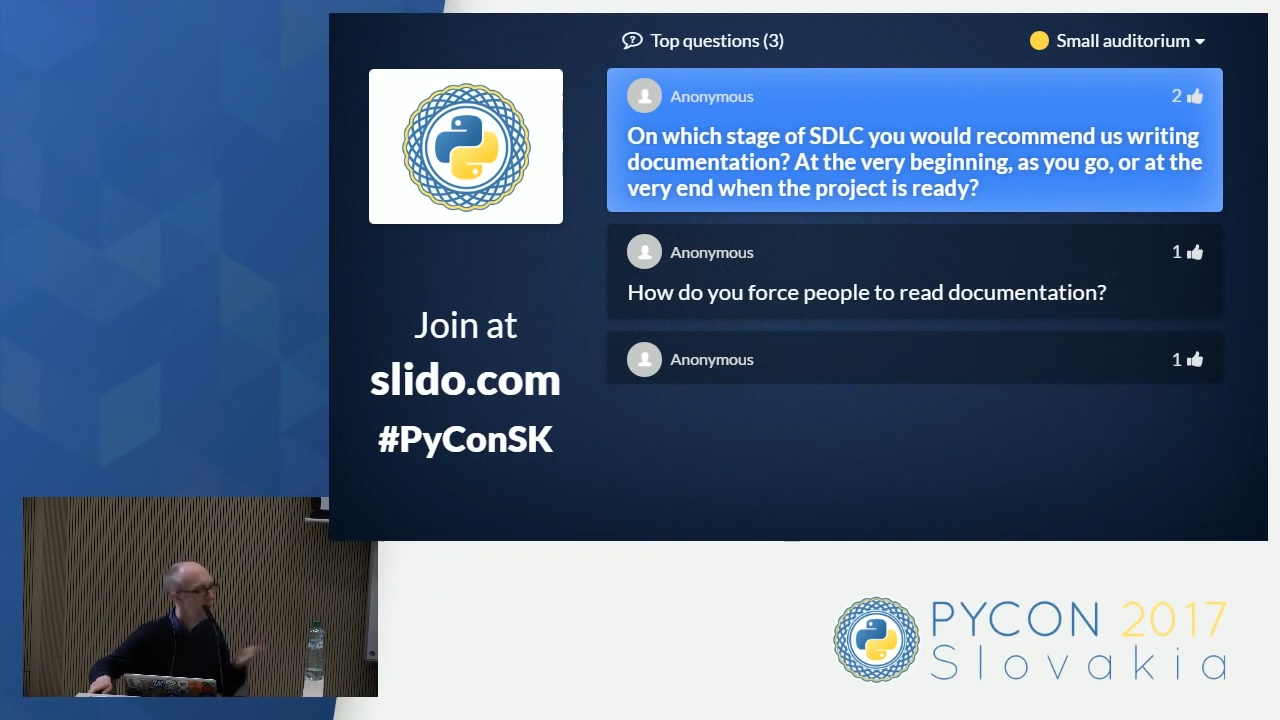 Top questions (3)
Small auditorium
Anonymous
2
On which stage of SDLC you would recommend us writing
documentation? At the very beginning, as you go, or at the
very end when the project is ready?
Anonymous
1
How do you force people to read documentation?
Anonymous
1
Join at
slido.com
#PyConSK
PYCON 2017
Slovakia